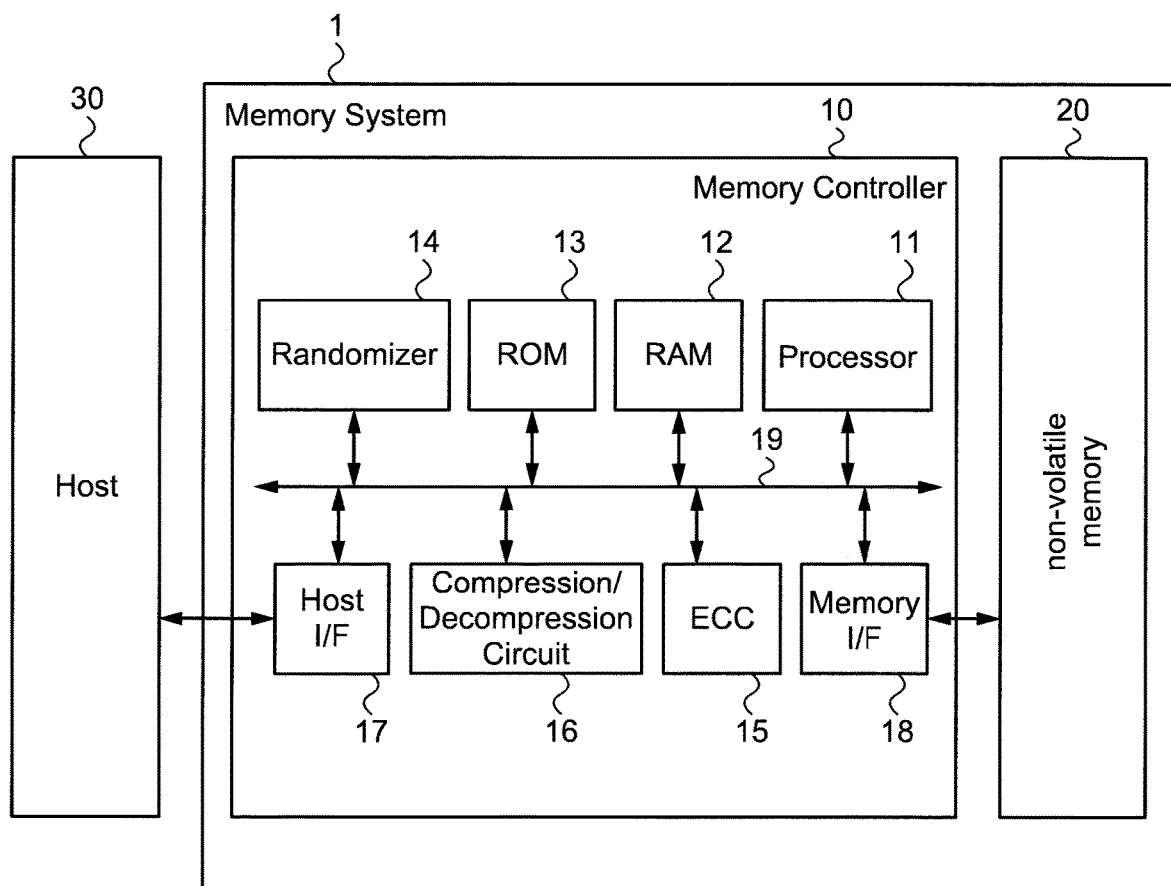 1
30
Memory System
10
20
Memory Controller
14
13
12
11
Randomizer
ROM
RAM
Processor
19
Host
non-volatile
memory
Host
I/F
Compression/
Decompression
Circuit
ECC
Memory
I/F
17
16
15
18